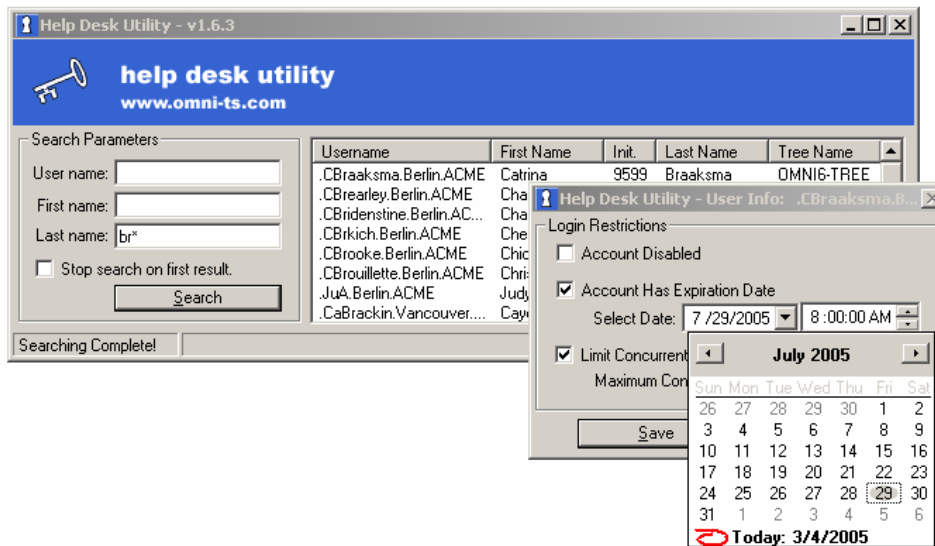 Help Desk Utility - v1.6.3
help desk utility
www.omni-ts.com
Search Parameters
User name:
First name:
Last name: br*
Stop search on first result.
Search
Username First Name Init. Last Name Tree Name
.CBraaksma.Berlin.ACME Catrina 9599 Braaksma OMNI6-TREE
.CBrearley.Berlin.ACME Cha
.CBridenstine.Berlin.AC... Cha
.CBrkich.Berlin.ACME Che
.CBrooke.Berlin.ACME Chic
.CBrouillette.Berlin.ACME Chri
.JuA.Berlin.ACME Judy
.CaBrackin.Vancouver.... Cay
Searching Complete!
Help Desk Utility - User Info: .CBraaksma.B...
Login Restrictions
Account Disabled
Account Has Expiration Date
Select Date: 7 /29/2005 8 :00:00 AM
Limit Concurrent
Maximum Con
Save
July 2005
Sun Mon Tue Wed Thu Fri Sat
26 27 28 29 30 1 2
3 4 5 6 7 8 9
10 11 12 13 14 15 16
17 18 19 20 21 22 23
24 25 26 27 28 29 30
31 1 2 3 4 5 6
Today: 3/4/2005